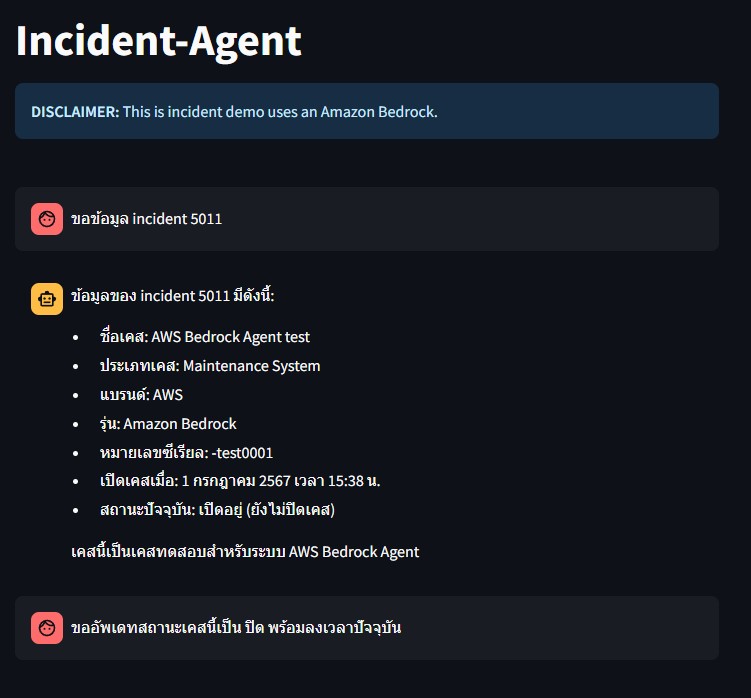 Incident-Agent
DISCLAIMER: This is incident demo uses an Amazon Bedrock.
ขอข้อมูล incident 5011
ข้อมูลของ incident 5011 มีดังนี้:
• ชื่อเคส: AWS Bedrock Agent test
• ประเภทเคส: Maintenance System
• แบรนด์: AWS
• รุ่น: Amazon Bedrock
• หมายเลขซีเรียล: -test0001
• เปิดเคสเมื่อ: 1 กรกฎาคม 2567 เวลา 15:38 น.
• สถานะปัจจุบัน: เปิดอยู่ (ยังไม่ปิดเคส)
เคสนี้เป็นเคสทดสอบสำหรับระบบ AWS Bedrock Agent
ขออัพเดทสถานะเคสนี้เป็น ปิด พร้อมลงเวลาปัจจุบัน